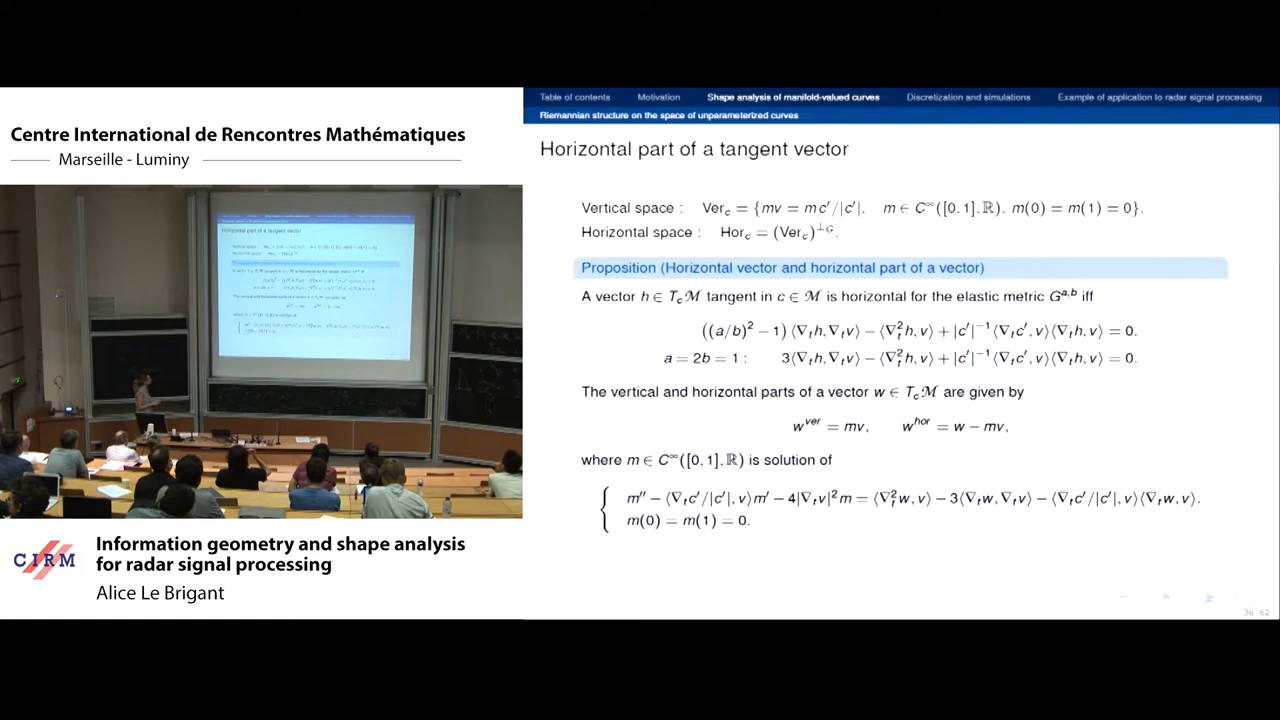 Centre International de Rencontres Mathématiques
Marseille - Luminy
CIRM
Information geometry and shape analysis
for radar signal processing
Alice Le Brigant
Table of contents Motivation Shape analysis of manifold-valued curves Discretization and simulations Example of application to radar signal processing
Riemannian structure on the space of unparameterized curves
Horizontal part of a tangent vector
Vertical space : Ver_c = {mv = m c′/|c′|. m ∈ C^∞([0.1].ℝ). m(0) = m(1) = 0}.
Horizontal space : Hor_c = (Ver_c)^⊥G.
Proposition (Horizontal vector and horizontal part of a vector)
A vector h ∈ T_cℳ tangent in c ∈ ℳ is horizontal for the elastic metric G^{a,b} iff
((a/b)² − 1) ⟨∇_t h, ∇_t v⟩ − ⟨∇_t² h, v⟩ + |c′|⁻¹⟨∇_t c′, v⟩⟨∇_t h, v⟩ = 0.
a = 2b = 1 : 3⟨∇_t h, ∇_t v⟩ − ⟨∇_t² h, v⟩ + |c′|⁻¹⟨∇_t c′, v⟩⟨∇_t h, v⟩ = 0.
The vertical and horizontal parts of a vector w ∈ T_cℳ are given by
w^ver = mv, w^hor = w − mv,
where m ∈ C^∞([0,1],ℝ) is solution of
m″ − ⟨∇_t c′/|c′|, v⟩m′ − 4|∇_t v|²m = ⟨∇_t² w, v⟩ − 3⟨∇_t w, ∇_t v⟩ − ⟨∇_t c′/|c′|, v⟩⟨∇_t w, v⟩.
m(0) = m(1) = 0.
36 / 62